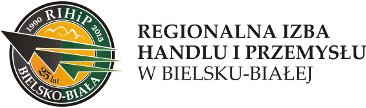 1990 RIHiP 2015
25 lat
BIELSKO-BIAŁA
REGIONALNA IZBA
HANDLU I PRZEMYSŁU
W BIELSKU-BIAŁEJ